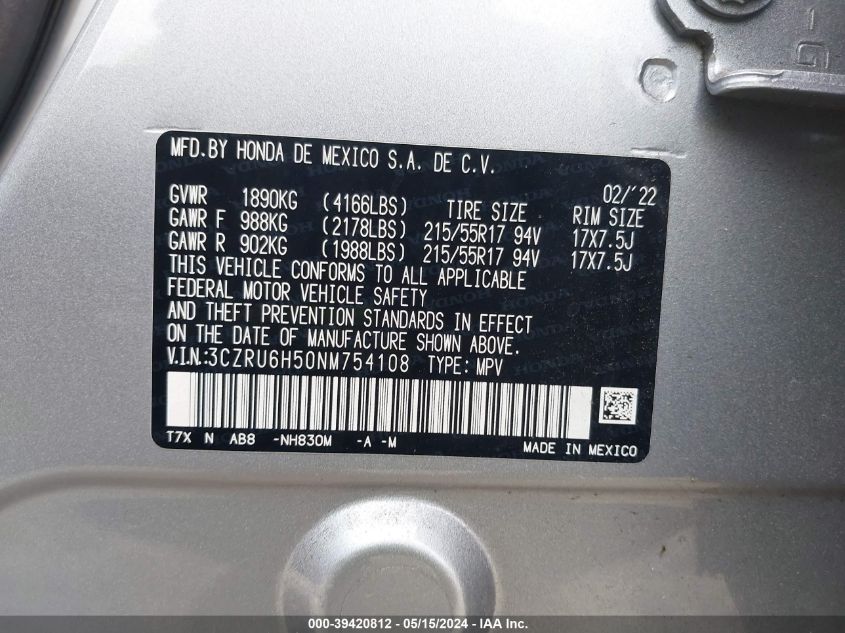 MFD.BY HONDA DE MEXICO S.A. DE C.V.
02/'22
GVWR 1890KG (4166LBS) TIRE SIZE RIM SIZE
GAWR F 988KG (2178LBS) 215/55R17 94V 17X7.5J
GAWR R 902KG (1988LBS) 215/55R17 94V 17X7.5J
THIS VEHICLE CONFORMS TO ALL APPLICABLE
FEDERAL MOTOR VEHICLE SAFETY
AND THEFT PREVENTION STANDARDS IN EFFECT
ON THE DATE OF MANUFACTURE SHOWN ABOVE.
V.I.N.:3CZRU6H50NM754108 TYPE: MPV
T7X N AB8 -NH830M -A -M
MADE IN MEXICO
000-39420812 - 05/15/2024 - IAA Inc.